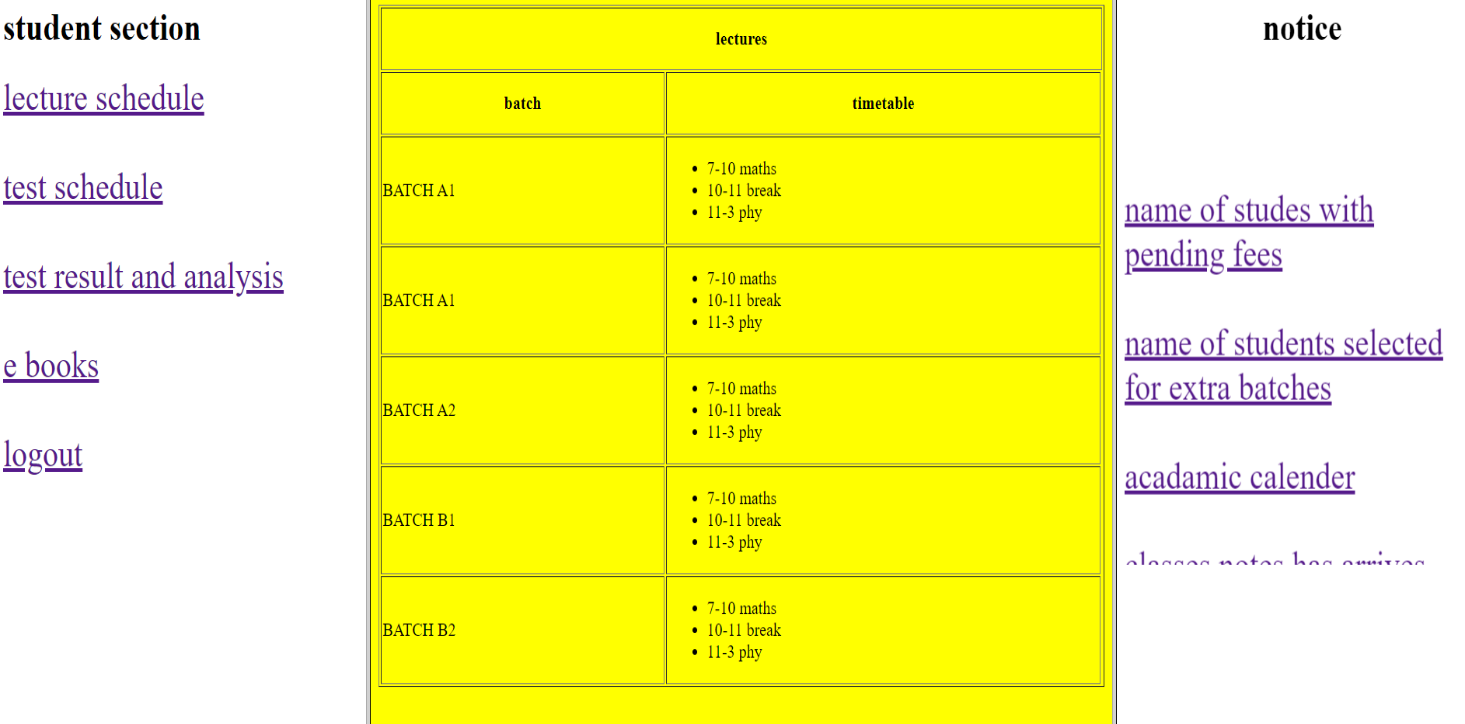 student section
lecture schedule
test schedule
test result and analysis
e books
logout
lectures
batch timetable
BATCH A1
7-10 maths
10-11 break
11-3 phy
BATCH A1
7-10 maths
10-11 break
11-3 phy
BATCH A2
7-10 maths
10-11 break
11-3 phy
BATCH B1
7-10 maths
10-11 break
11-3 phy
BATCH B2
7-10 maths
10-11 break
11-3 phy
notice
name of studes with
pending fees
name of students selected
for extra batches
acadamic calender
classes notes has arrives